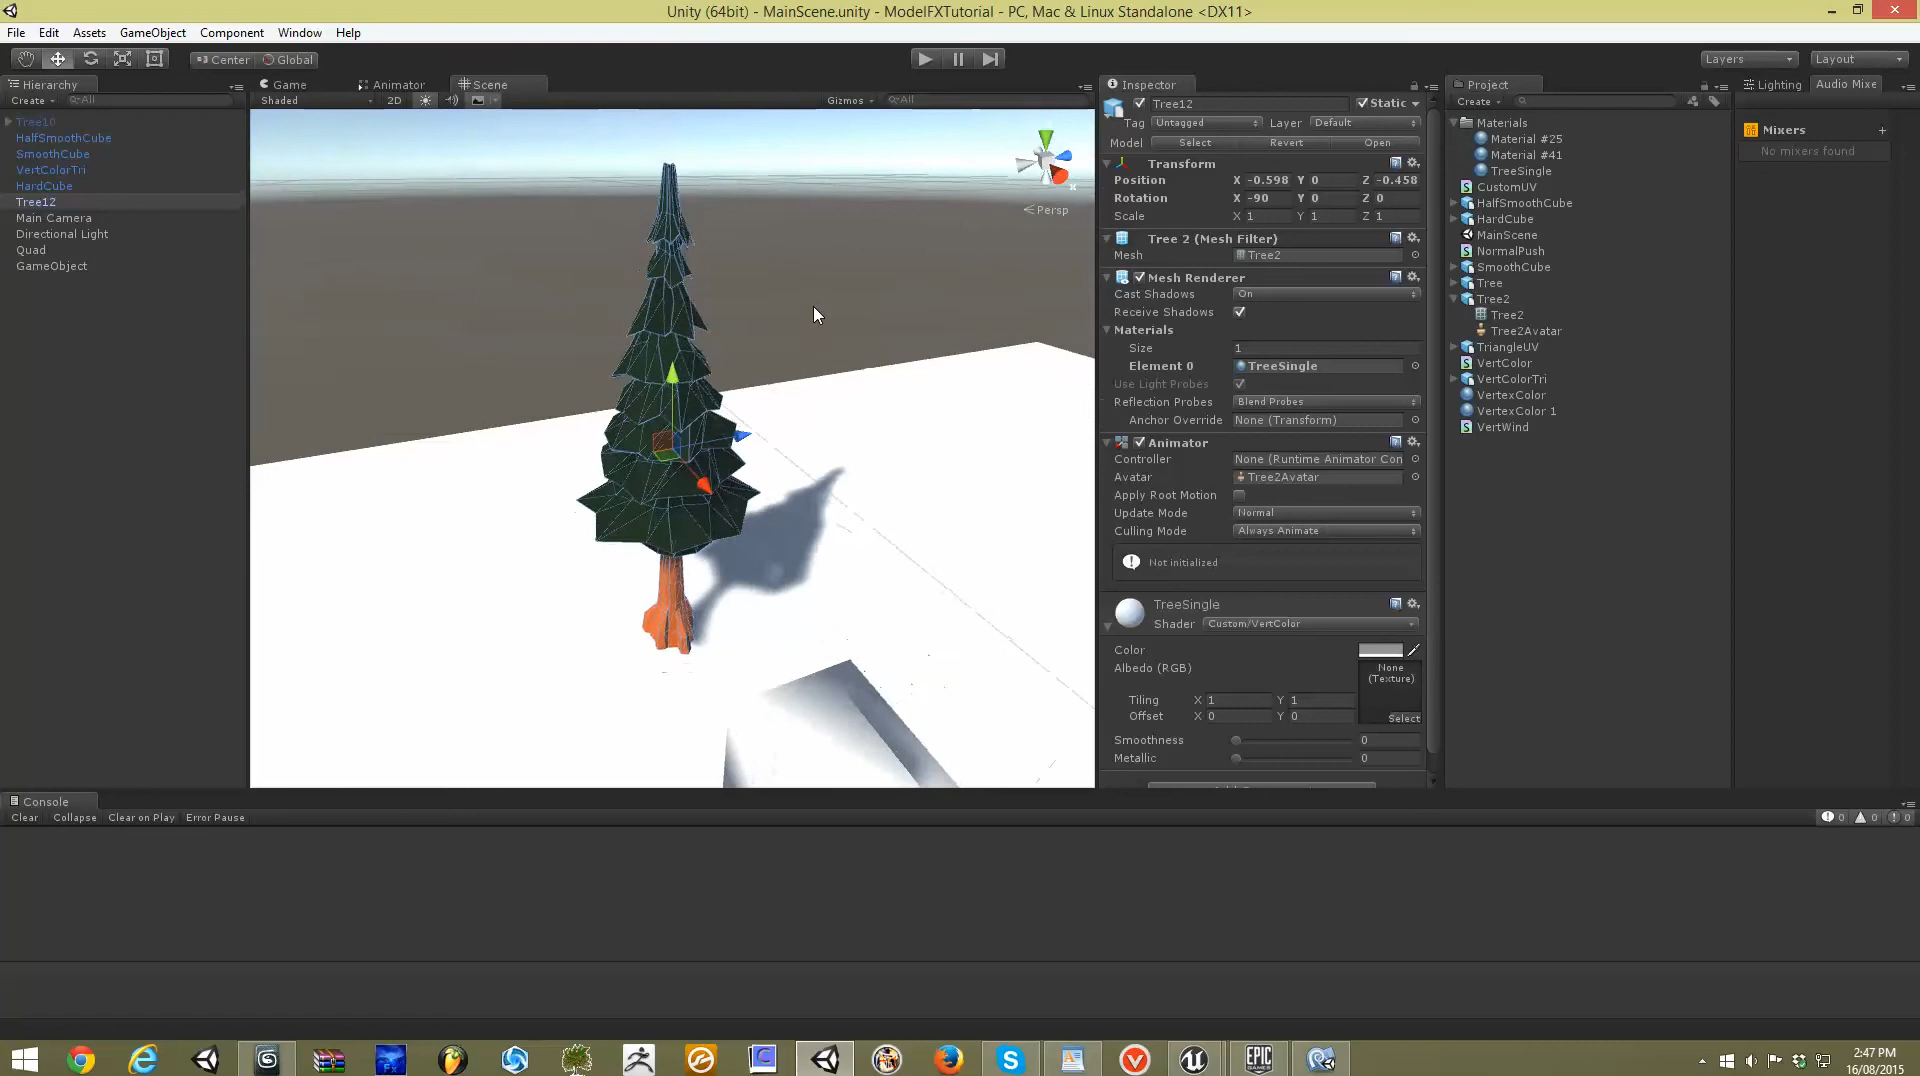 Unity (64bit) - MainScene.unity - ModelFXTutorial - PC, Mac & Linux Standalone <DX11>
File Edit Assets GameObject Component Window Help
Center Global
Layers Layout
Hierarchy
Create All
Tree10
HalfSmoothCube
SmoothCube
VertColorTri
HardCube
Tree12
Main Camera
Directional Light
Quad
GameObject
Game Animator Scene
Shaded 2D Gizmos All
Persp
x
Inspector
Tree12 Static
Tag Untagged Layer Default
Model Select Revert Open
Transform
Position X -0.598 Y 0 Z -0.458
Rotation X -90 Y 0 Z 0
Scale X 1 Y 1 Z 1
Tree 2 (Mesh Filter)
Mesh Tree2
Mesh Renderer
Cast Shadows On
Receive Shadows
Materials
Size 1
Element 0 TreeSingle
Use Light Probes
Reflection Probes Blend Probes
Anchor Override None (Transform)
Animator
Controller None (Runtime Animator Con
Avatar Tree2Avatar
Apply Root Motion
Update Mode Normal
Culling Mode Always Animate
Not initialized
TreeSingle
Shader Custom/VertColor
Color
Albedo (RGB) None (Texture)
Tiling X 1 Y 1
Offset X 0 Y 0 Select
Smoothness 0
Metallic 0
Project
Create
Materials
Material #25
Material #41
TreeSingle
CustomUV
HalfSmoothCube
HardCube
MainScene
NormalPush
SmoothCube
Tree
Tree2
Tree2
Tree2Avatar
TriangleUV
VertColor
VertColorTri
VertexColor
VertexColor 1
VertWind
Lighting Audio Mixe
Mixers +
No mixers found
Console
Clear Collapse Clear on Play Error Pause
0 0 0
2:47 PM
16/08/2015